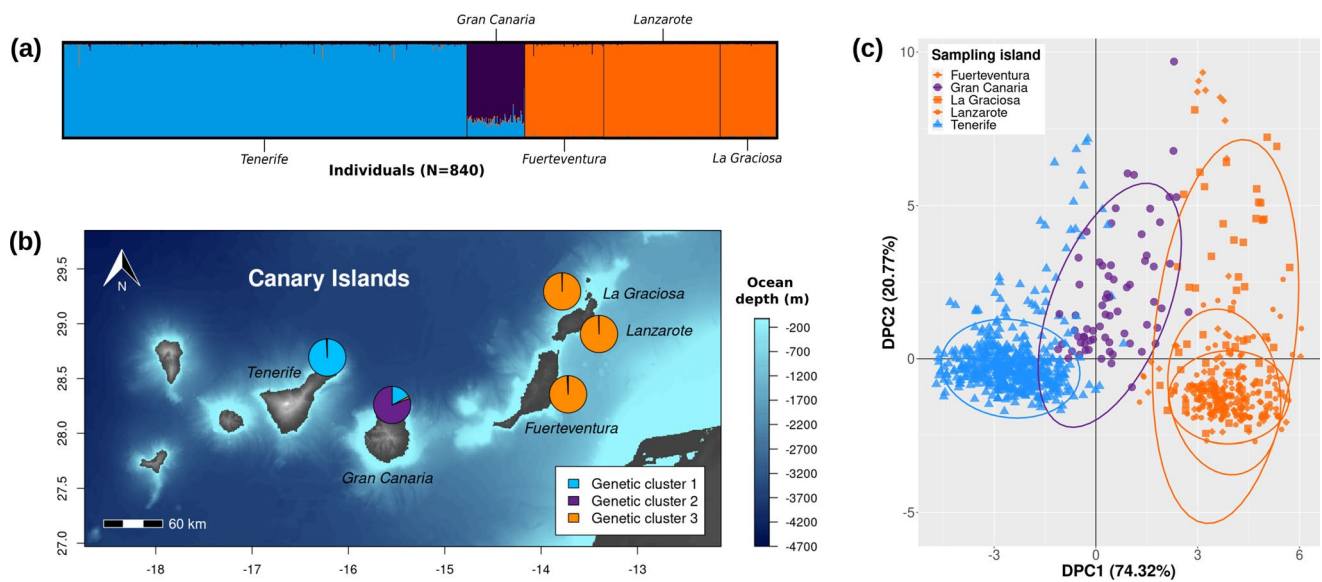 (a)
Gran Canaria
Lanzarote
Tenerife
Individuals (N=840)
Fuerteventura
La Graciosa
(b)
Canary Islands
N
La Graciosa
Lanzarote
Tenerife
Fuerteventura
Gran Canaria
Genetic cluster 1
Genetic cluster 2
Genetic cluster 3
60 km
29.5
29.0
28.5
28.0
27.5
27.0
-18
-17
-16
-15
-14
-13
Ocean
depth (m)
-200
-700
-1200
-1700
-2200
-2700
-3200
-3700
-4200
-4700
(c)
Sampling island
Fuerteventura
Gran Canaria
La Graciosa
Lanzarote
Tenerife
10
5
0
-5
DPC2 (20.77%)
-3
0
3
6
DPC1 (74.32%)